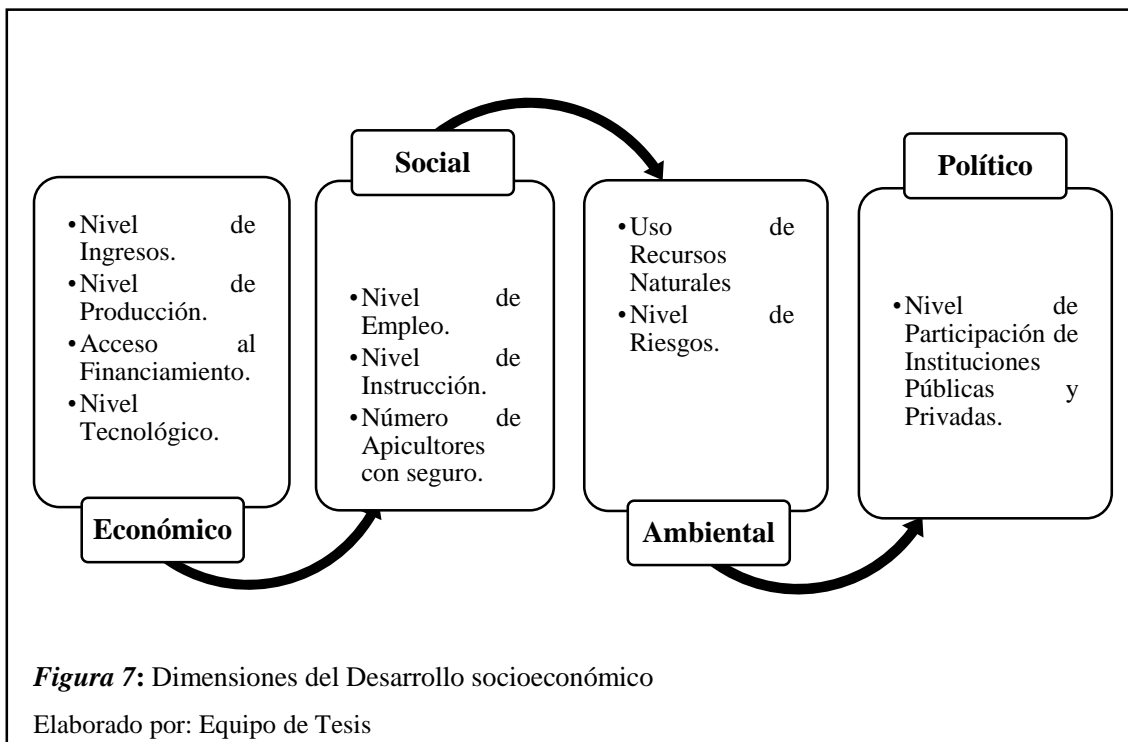 Económico
•Nivel de
Ingresos.
•Nivel de
Producción.
•Acceso al
Financiamiento.
•Nivel
Tecnológico.
Social
•Nivel de
Empleo.
•Nivel de
Instrucción.
•Número de
Apicultores
con seguro.
Ambiental
•Uso de
Recursos
Naturales
•Nivel de
Riesgos.
Político
•Nivel de
Participación de
Instituciones
Públicas y
Privadas.
Figura 7: Dimensiones del Desarrollo socioeconómico
Elaborado por: Equipo de Tesis